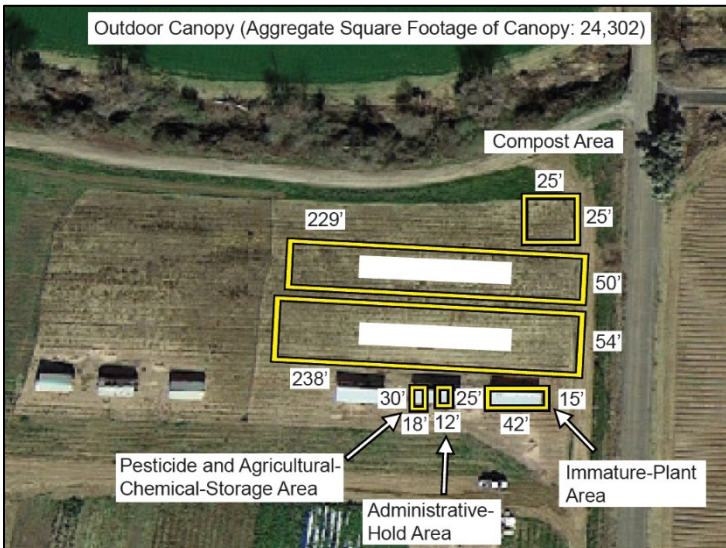 Outdoor Canopy (Aggregate Square Footage of Canopy: 24,302)
Compost Area
25’
25’
229’
50’
54’
238’
30’
25’
15’
18’
12’
42’
Pesticide and Agricultural-
Chemical-Storage Area
Administrative-
Hold Area
Immature-Plant
Area